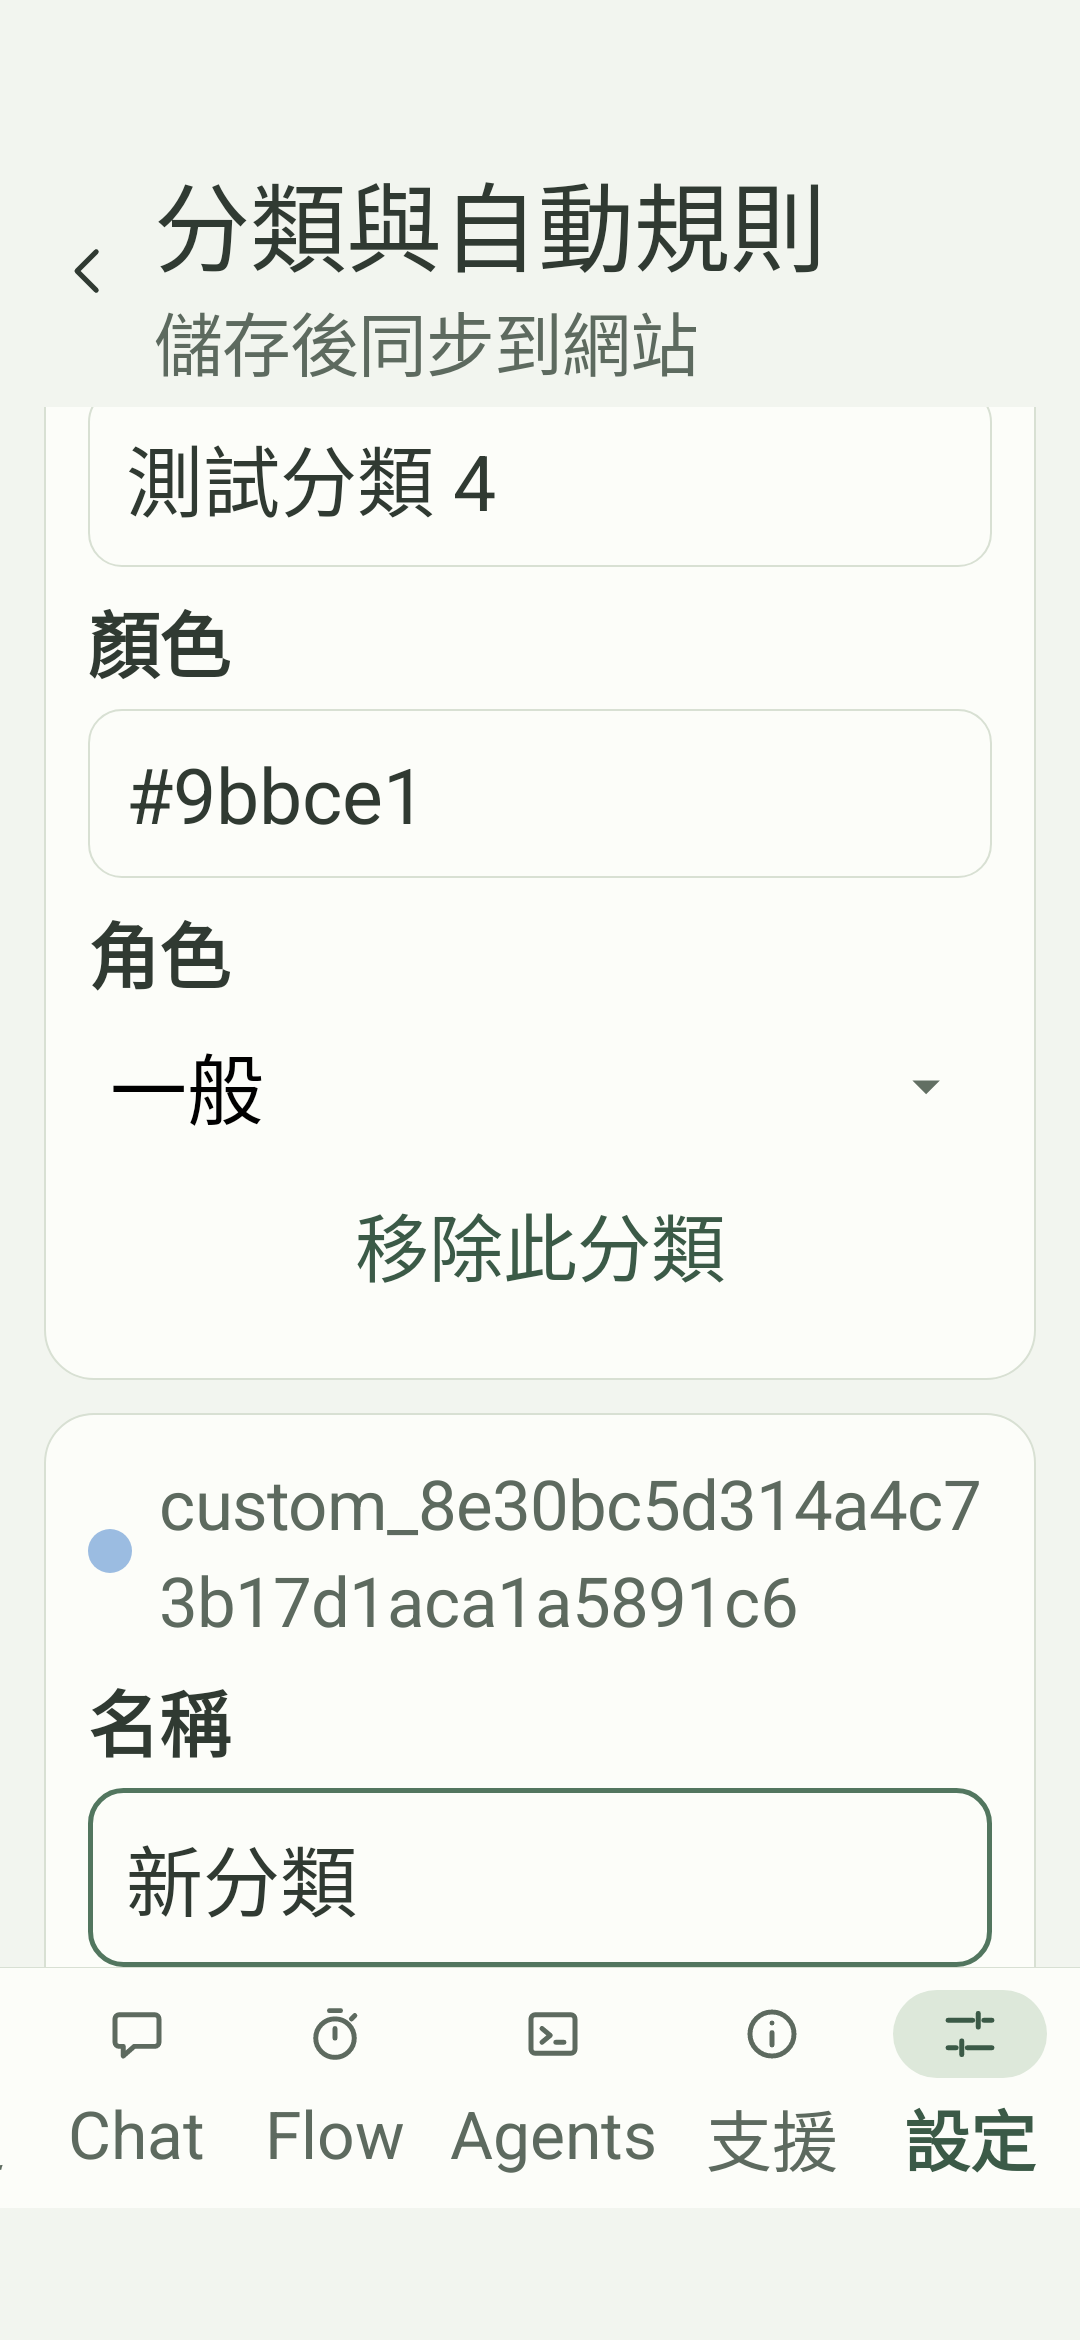 分類與自動規則
儲存後同步到網站
測試分類 4
顏色
#9bbce1
角色
一般
移除此分類
custom_8e30bc5d314a4c7
3b17d1aca1a5891c6
名稱
新分類
Chat
Flow
Agents
支援
設定